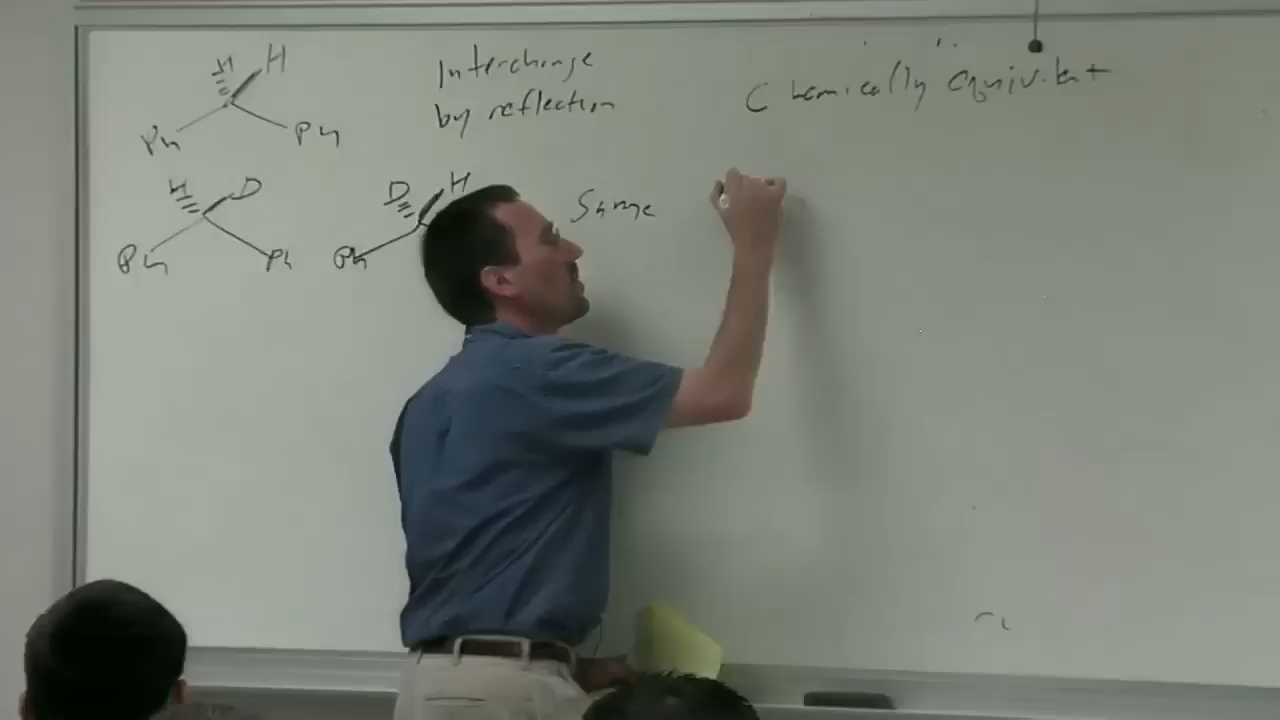 H H
Interchange
by reflection
Chemically equivalent
Ph Ph
H D
D H
Same
Ph Ph
Ph